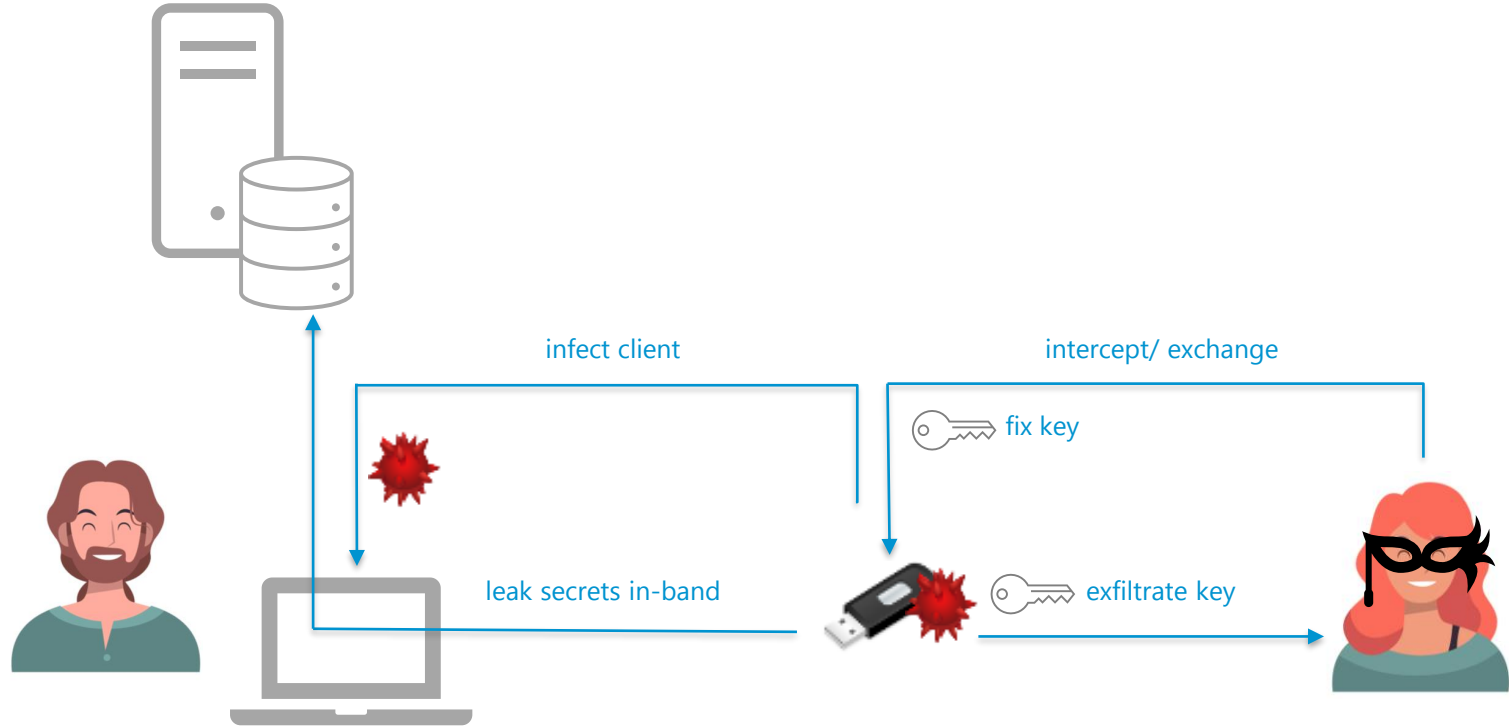 infect client
intercept/ exchange
fix key
leak secrets in-band
exfiltrate key